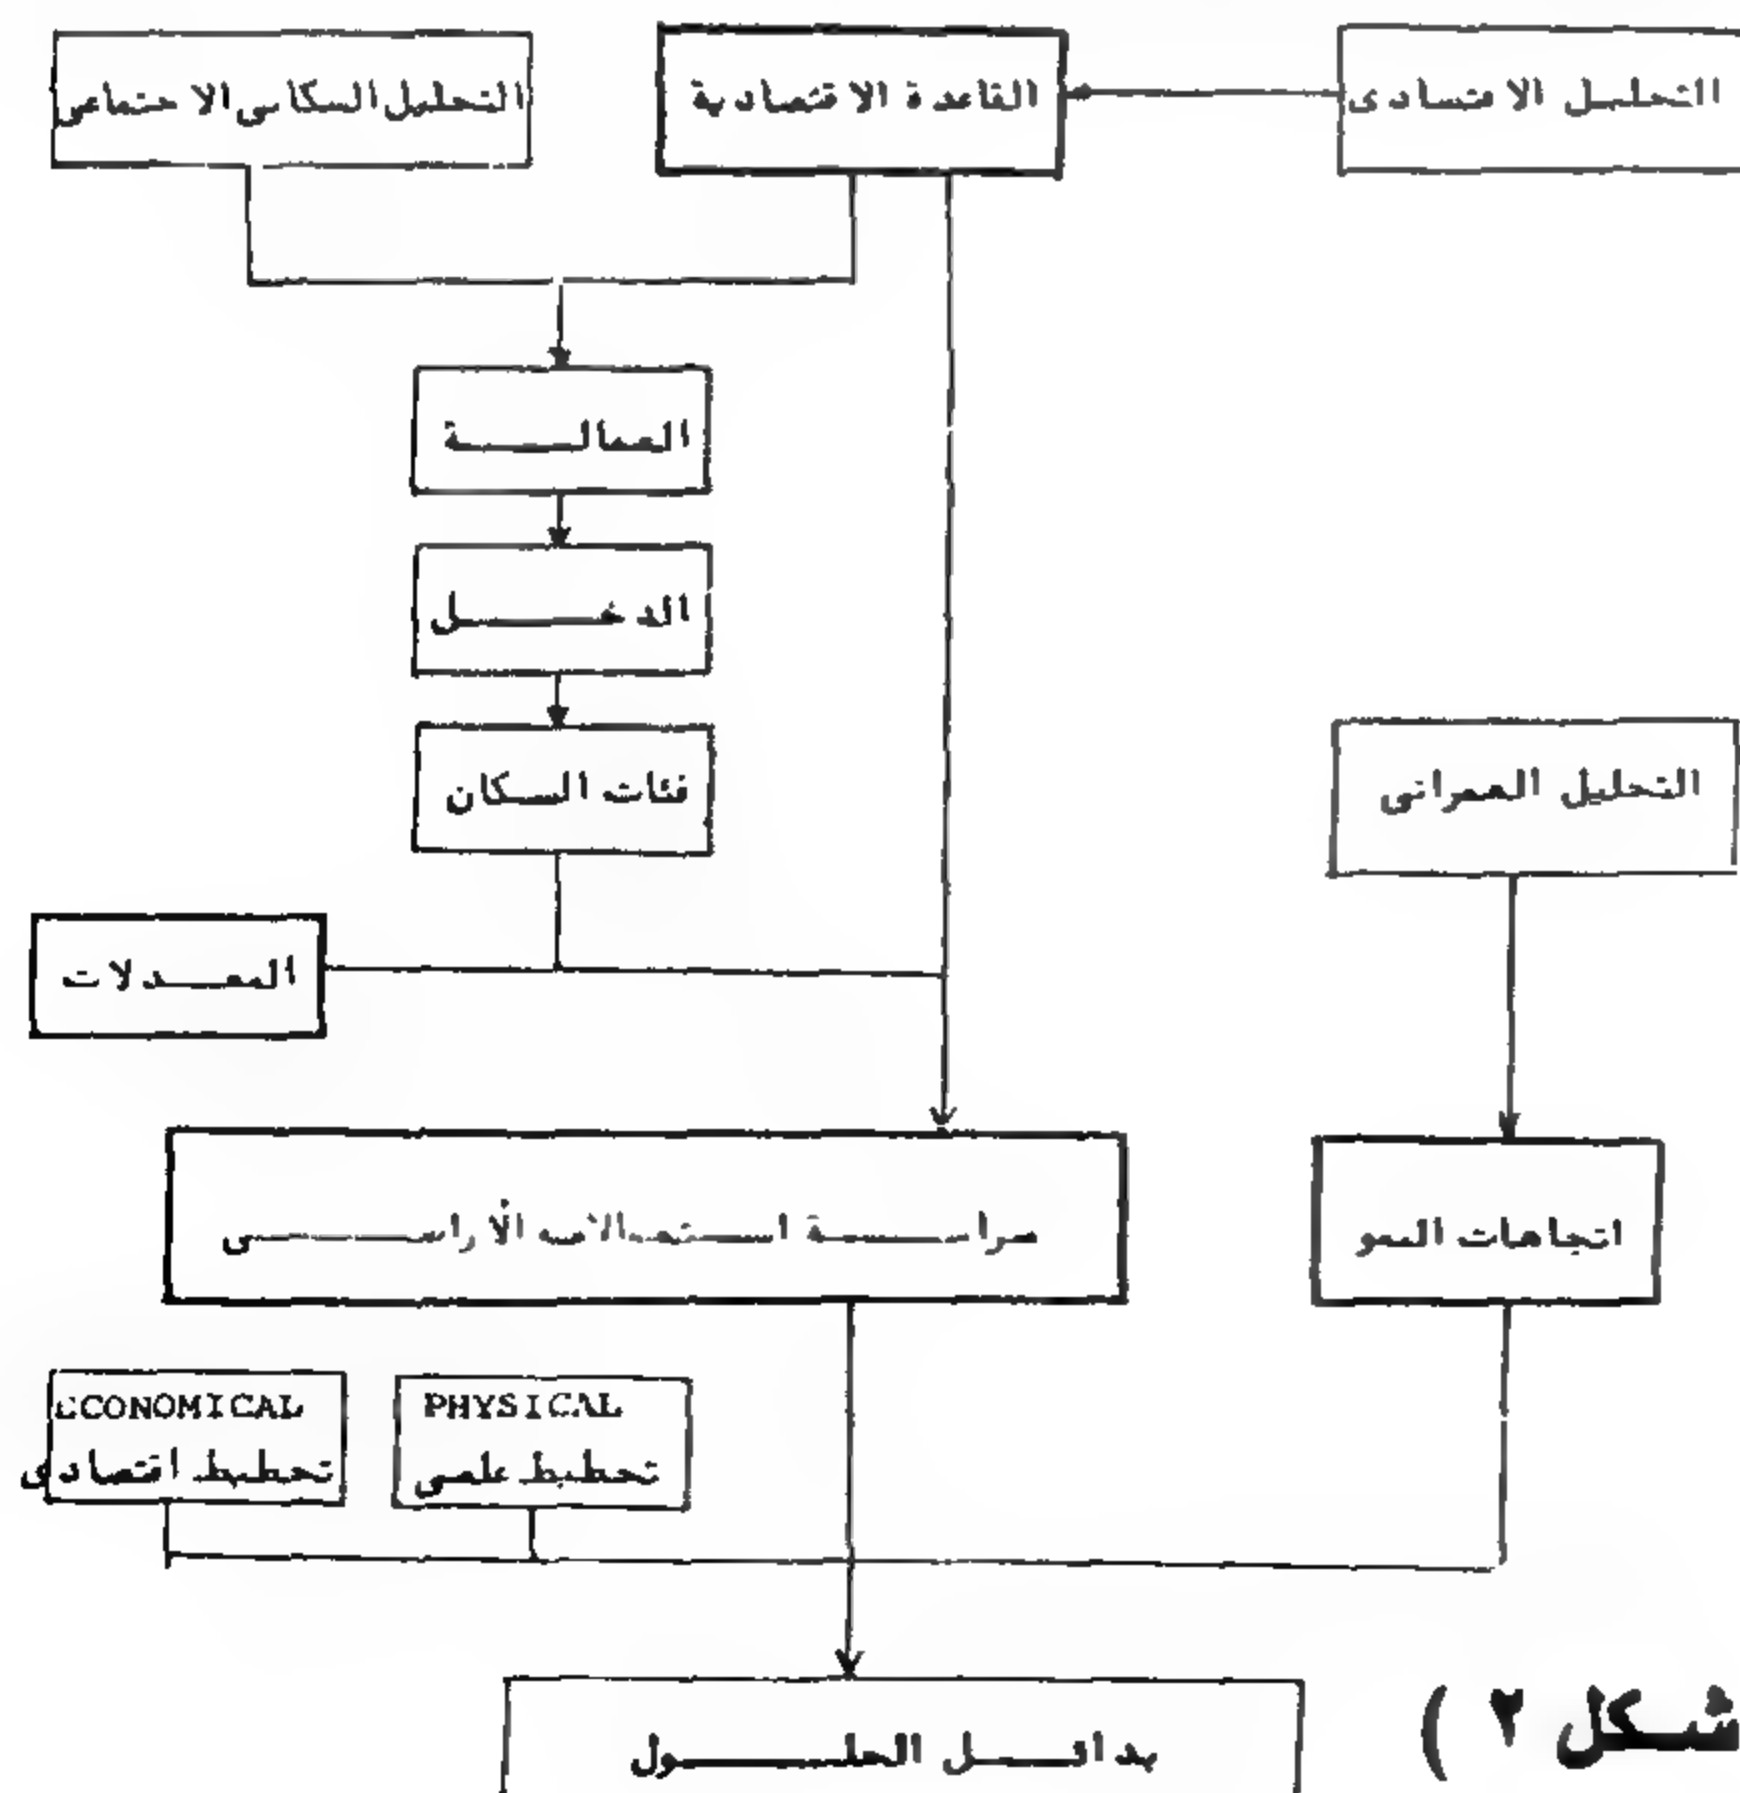 التحليل الاقتصادى
القاعدة الاقتصادية
التحليل السكانى الاجتماعى
العمالة
الدخل
فئات السكان
التحليل العمرانى
المعدلات
اتجاهات النمو
دراسة استعمالات الأراضى
PHYSICAL
تخطيط علمى
ECONOMICAL
تخطيط اقتصادى
بدائل الحلول
شكل ٢ )